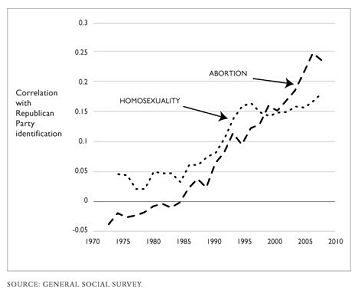 0.3
0.25
0.2
0.15
0.1
0.05
0
-0.05
Correlation
with
Republican
Party
identification
ABORTION
HOMOSEXUALITY
1970 1975 1980 1985 1990 1995 2000 2005 2010
SOURCE: GENERAL SOCIAL SURVEY.